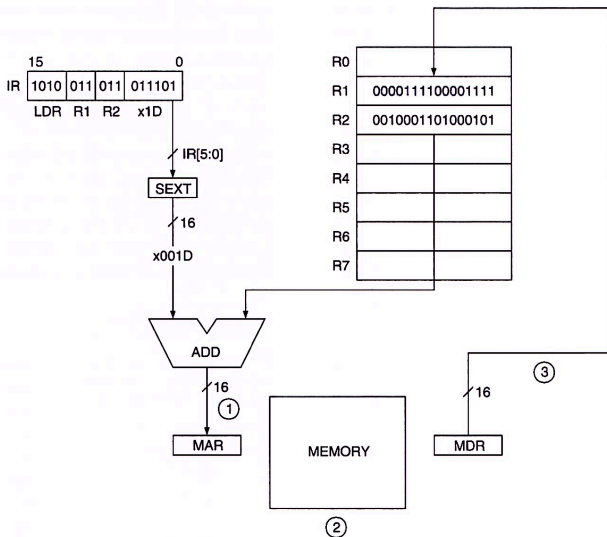 15 0
IR 1010 011 011 011101
LDR R1 R2 x1D
IR[5:0]
SEXT
16
x001D
ADD
16
1
MAR
R0
R1 0000111100001111
R2 0010001101000101
R3
R4
R5
R6
R7
MEMORY
2
3
16
MDR